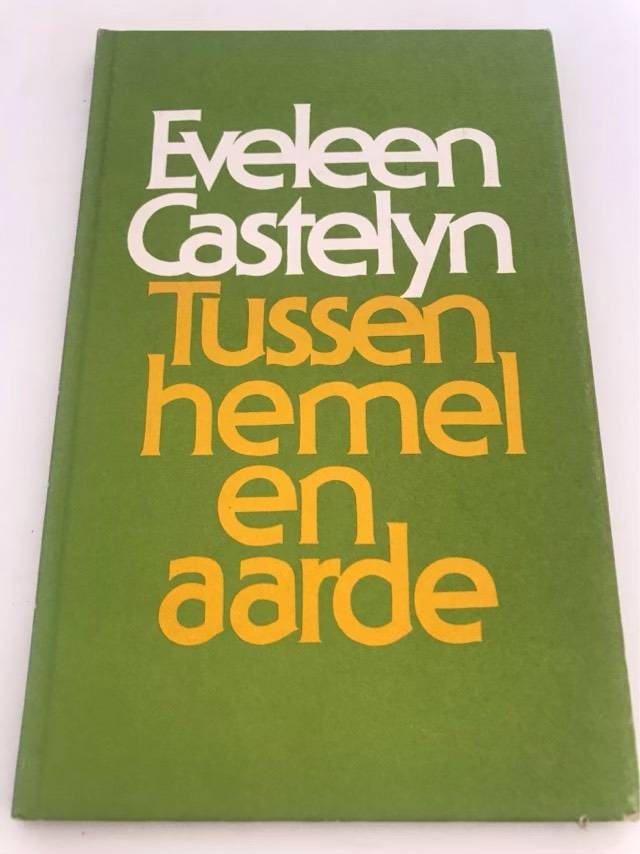 Eveleen
Castelyn
Tussen
hemel
en
aarde